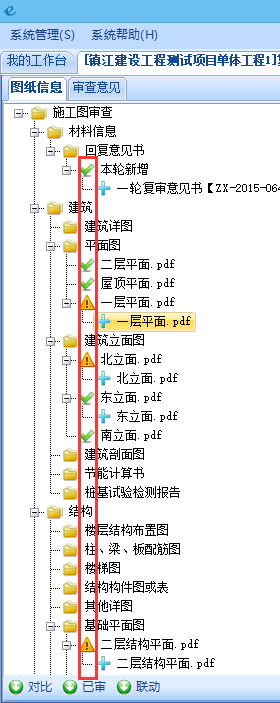 系统管理(S) 系统帮助(H)
我的工作台 [镇江建设工程测试项目单体工程1]
图纸信息 审查意见
施工图审查
材料信息
回复意见书
本轮新增
一轮复审意见书【ZX-2015-064
建筑
建筑详图
平面图
二层平面.pdf
屋顶平面.pdf
一层平面.pdf
一层平面.pdf
建筑立面图
北立面.pdf
北立面.pdf
东立面.pdf
东立面.pdf
南立面.pdf
建筑剖面图
节能计算书
桩基试验检测报告
结构
楼层结构布置图
柱、梁、板配筋图
楼梯图
结构构件图或表
其他详图
基础平面图
二层结构平面.pdf
二层结构平面.pdf
对比 已审 联动